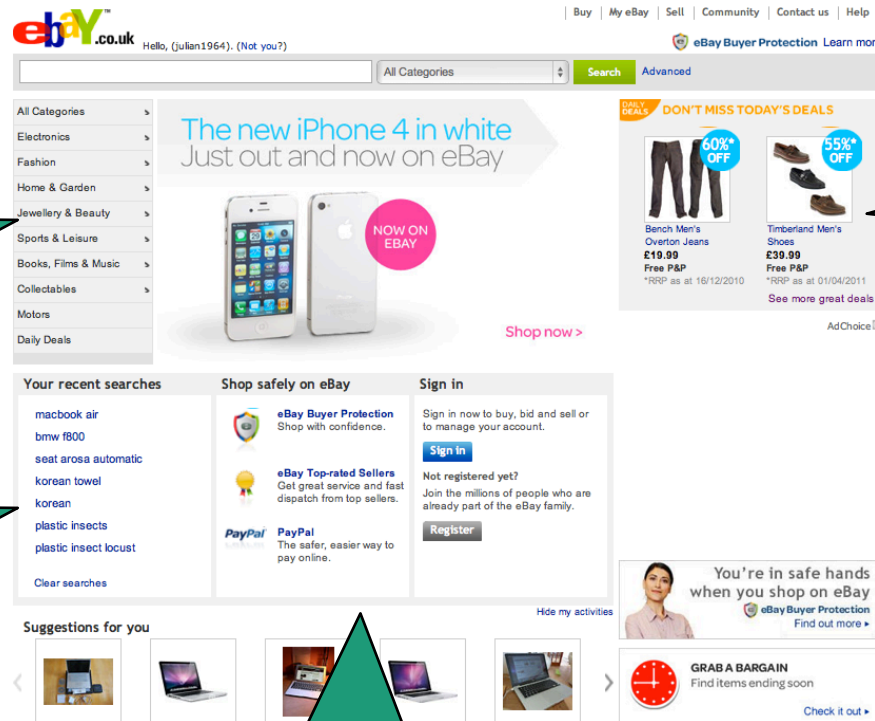 Buy | My eBay | Sell | Community | Contact us | Help
ebaY.co.uk
Hello, (julian1964). (Not you?)
eBay Buyer Protection Learn mor
All Categories
Search
Advanced
All Categories
Electronics
Fashion
Home & Garden
Jewellery & Beauty
Sports & Leisure
Books, Films & Music
Collectables
Motors
Daily Deals
The new iPhone 4 in white
Just out and now on eBay
NOW ON
EBAY
Shop now >
DAILY
DEALS
DON'T MISS TODAY'S DEALS
60%*
OFF
Bench Men's
Overton Jeans
£19.99
Free P&P
*RRP as at 16/12/2010
55%*
OFF
Timberland Men's
Shoes
£39.99
Free P&P
*RRP as at 01/04/2011
See more great deals
AdChoice
Your recent searches
macbook air
bmw f800
seat arosa automatic
korean towel
korean
plastic insects
plastic insect locust
Clear searches
Shop safely on eBay
eBay Buyer Protection
Shop with confidence.
eBay Top-rated Sellers
Get great service and fast
dispatch from top sellers.
PayPal
PayPal
The safer, easier way to
pay online.
Sign in
Sign in now to buy, bid and sell or
to manage your account.
Sign in
Not registered yet?
Join the millions of people who are
already part of the eBay family.
Register
Hide my activities
Suggestions for you
You're in safe hands
when you shop on eBay
eBay Buyer Protection
Find out more ▸
GRAB A BARGAIN
Find items ending soon
Check it out ▸